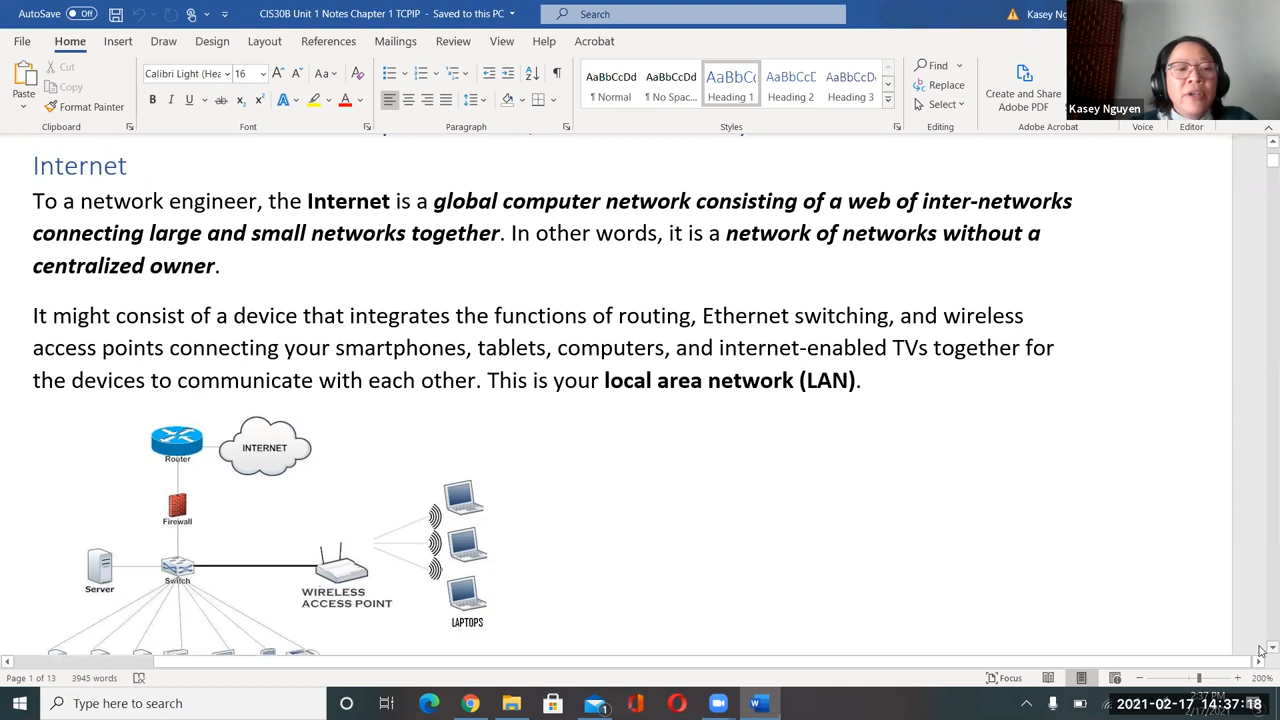 AutoSave Off CIS30B Unit 1 Notes Chapter 1 TCPIP - Saved to this PC Search Kasey Ng
File Home Insert Draw Design Layout References Mailings Review View Help Acrobat
Paste Cut Copy Format Painter
Calibri Light (Hea 16
AaBbCcDd AaBbCcDd AaBbC AaBbCc AaBbCc
¶ Normal ¶ No Spac... Heading 1 Heading 2 Heading 3
Find Replace Select
Create and Share Adobe PDF
Kasey Nguyen
Clipboard Font Paragraph Styles Editing Adobe Acrobat Voice Editor
Internet
To a network engineer, the Internet is a global computer network consisting of a web of inter-networks
connecting large and small networks together. In other words, it is a network of networks without a
centralized owner.
It might consist of a device that integrates the functions of routing, Ethernet switching, and wireless
access points connecting your smartphones, tablets, computers, and internet-enabled TVs together for
the devices to communicate with each other. This is your local area network (LAN).
INTERNET
Router
Firewall
Server
Switch
WIRELESS
ACCESS POINT
LAPTOPS
Page 1 of 13 3945 words Focus 200%
Type here to search
2:37 PM
2021-02-17 14:37:18